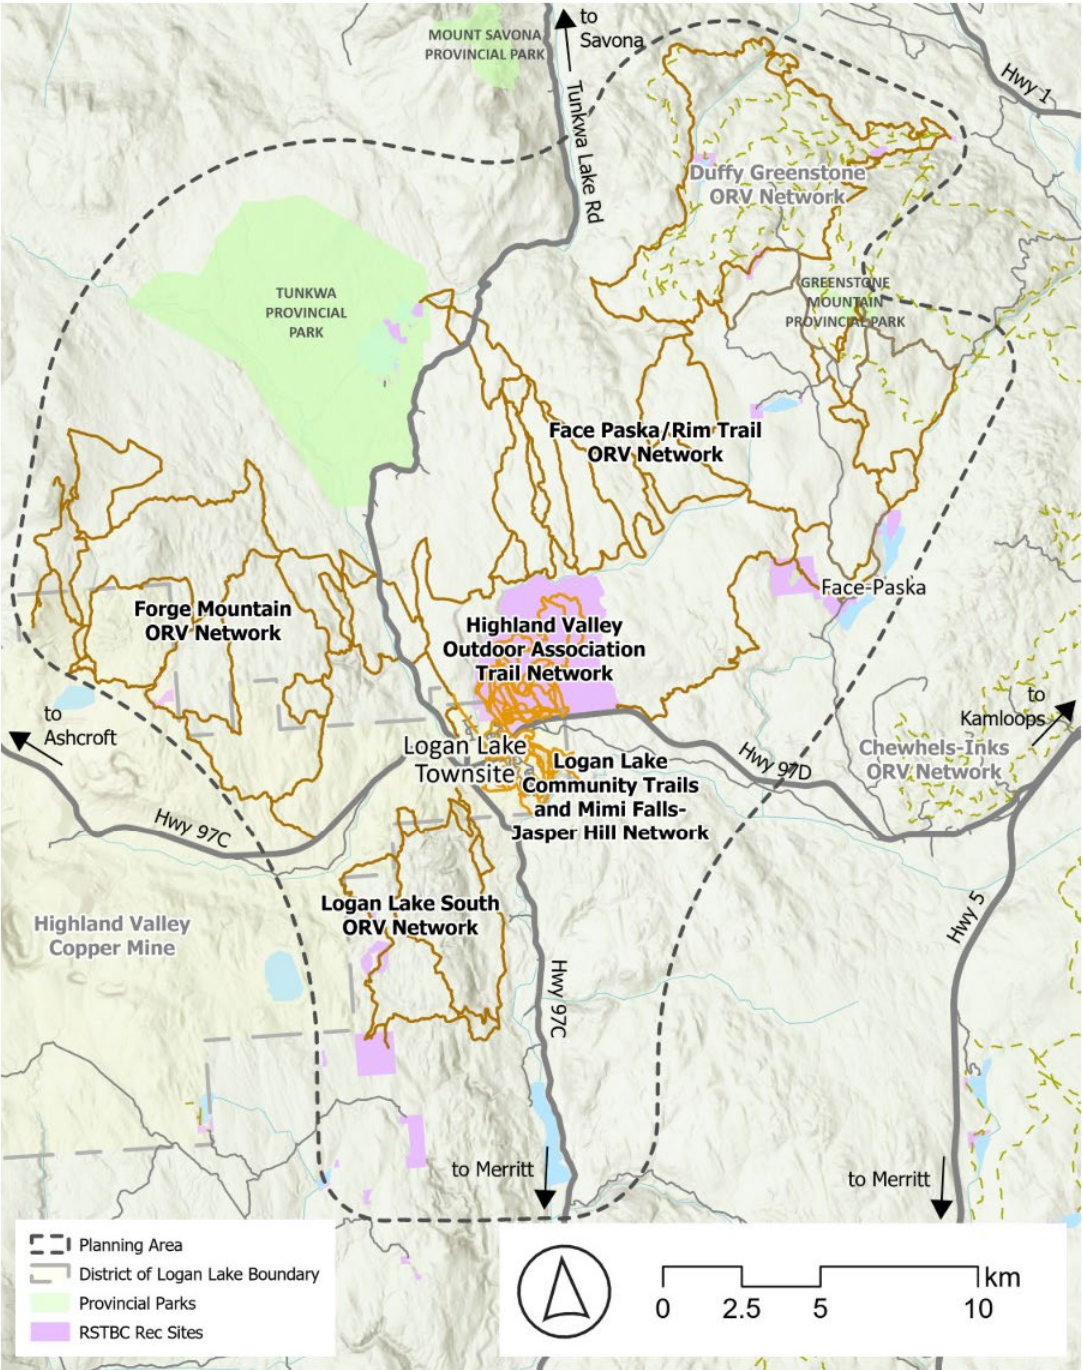 to
Savona
MOUNT SAVONA
PROVINCIAL PARK
Hwy 1
Tunkwa Lake Rd
Duffy Greenstone
ORV Network
TUNKWA
PROVINCIAL
PARK
GREENSTONE
MOUNTAIN
PROVINCIAL PARK
Face Paska/Rim Trail
ORV Network
Face-Paska
Forge Mountain
ORV Network
Highland Valley
Outdoor Association
Trail Network
to
Ashcroft
to
Kamloops
Logan Lake
Townsite
Hwy 97D
Chewhels-Inks
ORV Network
Logan Lake
Community Trails
and Mimi Falls-
Jasper Hill Network
Hwy 97C
Logan Lake South
ORV Network
Highland Valley
Copper Mine
Hwy 5
Hwy 97C
to Merritt
to Merritt
Planning Area
District of Logan Lake Boundary
Provincial Parks
RSTBC Rec Sites
km
0 2.5 5 10